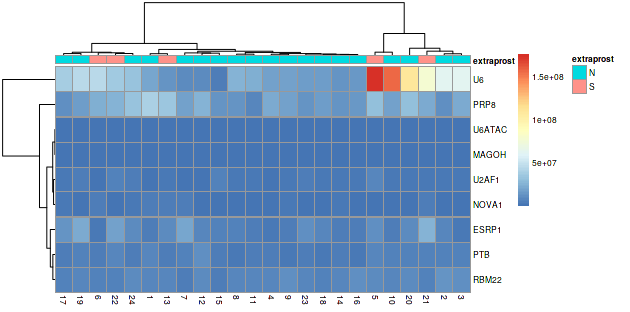 extraprost
extraprost
N
S
U6
PRP8
U6ATAC
MAGOH
U2AF1
NOVA1
ESRP1
PTB
RBM22
1.5e+08
1e+08
5e+07
17 19 6 22 24 1 13 7 12 15 8 11 4 9 23 18 14 16 5 10 20 21 2 3